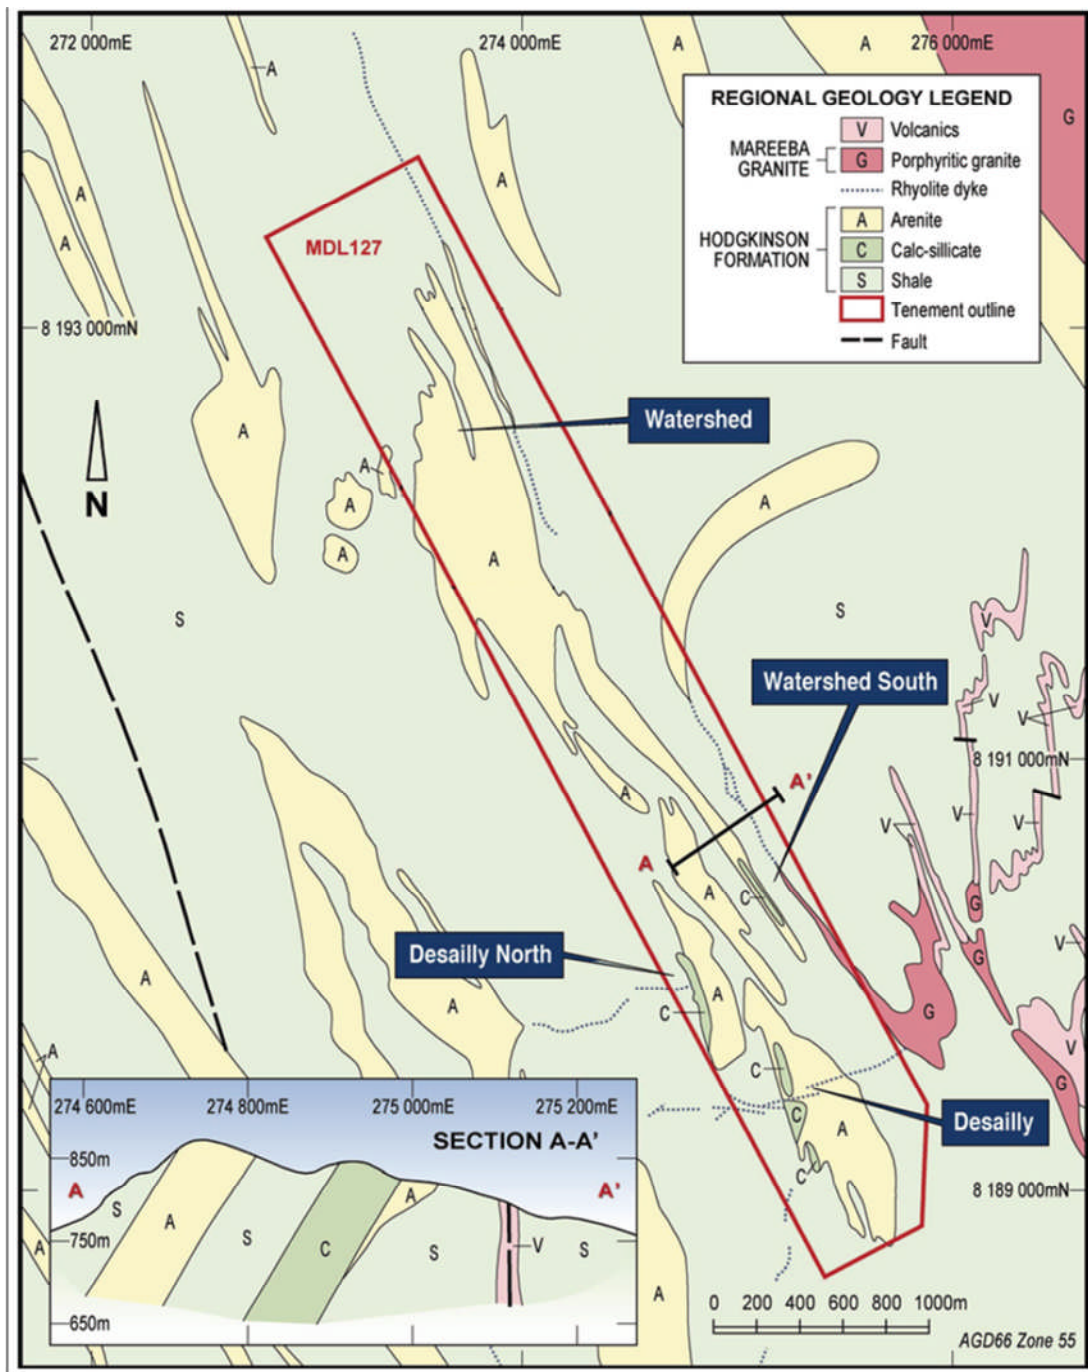 272 000mE
274 000mE
276 000mE
REGIONAL GEOLOGY LEGEND
V Volcanics
MAREEBA GRANITE
G Porphyritic granite
Rhyolite dyke
HODGKINSON FORMATION
A Arenite
C Calc-sillicate
S Shale
Tenement outline
Fault
A
A
A
G
A
A
A
MDL127
8 193 000mN
N
Watershed
A
A
A
A
A
A
S
S
V
Watershed South
V
V
8 191 000mN
A
A'
A
V
V
V
A
C
G
Desailly North
V
G
A
A
A
C
G
V
A
C
G
C
A
Desailly
C
8 189 000mN
A
A
0 200 400 600 800 1000m
AGD66 Zone 55
274 600mE
274 800mE
275 000mE
275 200mE
SECTION A-A'
850m
A
A'
S
A
A
750m
S
C
S
V
S
650m